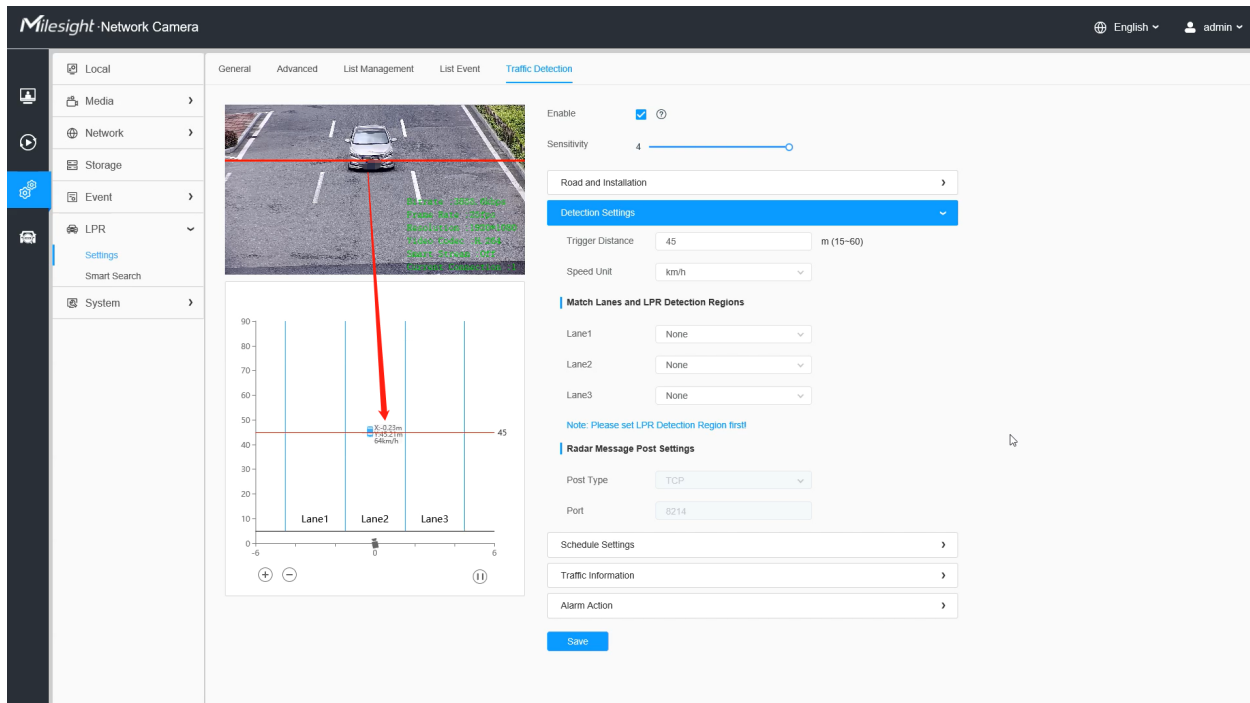 Milesight · Network Camera
English
admin
Local
Media
Network
Storage
Event
LPR
Settings
Smart Search
System
General Advanced List Management List Event Traffic Detection
90
80
70
60
50
40
30
20
10
0
-6 0 6
45
X:-0.23m
Y:45.21m
64km/h
Lane1 Lane2 Lane3
Enable
Sensitivity 4
Road and Installation
Detection Settings
Trigger Distance 45 m (15~60)
Speed Unit km/h
Match Lanes and LPR Detection Regions
Lane1 None
Lane2 None
Lane3 None
Note: Please set LPR Detection Region first!
Radar Message Post Settings
Post Type TCP
Port 8214
Schedule Settings
Traffic Information
Alarm Action
Save